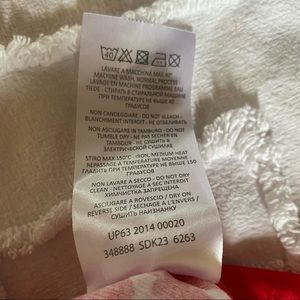 40
LAVARE A MACCHINA MAX 40°
MACHINE WASH, NORMAL PROCESS
LAVAGE EN MACHINE PROGRAMME EAU
TIEDE - СТИРАТЬ В СТИРАЛЬНОЙ МАШИНЕ
ПРИ ТЕМПЕРАТУРЕ НЕ ВЫШЕ 40
ГРАДУСОВ
NON CANDEGGIARE - DO NOT BLEACH -
BLANCHIMENT INTERDIT -
НЕ ОТБЕЛИВАТЬ
NON ASCIUGARE IN TAMBURO - DO NOT
TUMBLE DRY - NE PAS SECHER EN
TAMBOUR - НЕ СУШИТЬ В
ЭЛЕКТРИЧЕСКОЙ СУШИЛКЕ
STIRO MAX 150°C - IRON, MEDIUM HEAT
REPASSAGE A TEMPERATURE MOYENNE
ГЛАДИТЬ ПРИ ТЕМПЕРАТУРЕ НЕ ВЫШЕ 150
ГРАДУСОВ
NON LAVARE A SECCO - DO NOT DRY
CLEAN - NETTOYAGE A SEC INTERDIT
ХИМЧИСТКА ЗАПРЕЩЕНА
ASCIUGARE A ROVESCIO / DRY ON
REVERSE SIDE / SECHAGE A L'ENVERS /
СУШИТЬ НАИЗНАНКУ
UP63 2014 00020
348888 SDK23 6263